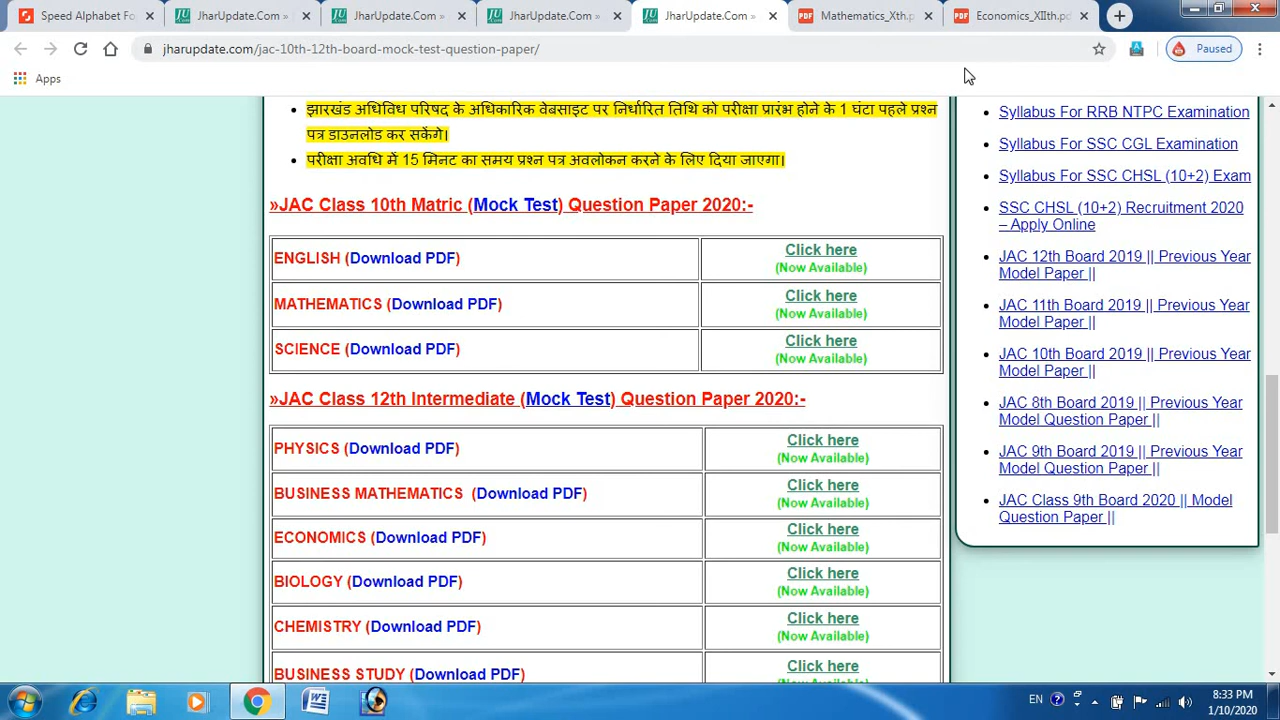 Speed Alphabet Fo
JharUpdate.Com »
JharUpdate.Com »
JharUpdate.Com »
JharUpdate.Com »
Mathematics_Xth.p
Economics_XIIth.pd
jharupdate.com/jac-10th-12th-board-mock-test-question-paper/
Paused
Apps
झारखंड अधिविध परिषद के अधिकारिक वेबसाइट पर निर्धारित तिथि को परीक्षा प्रारंभ होने के 1 घंटा पहले प्रश्न
पत्र डाउनलोड कर सकेंगे।
परीक्षा अवधि में 15 मिनट का समय प्रश्न पत्र अवलोकन करने के लिए दिया जाएगा।
»JAC Class 10th Matric (Mock Test) Question Paper 2020:-
ENGLISH (Download PDF)
Click here
(Now Available)
MATHEMATICS (Download PDF)
Click here
(Now Available)
SCIENCE (Download PDF)
Click here
(Now Available)
»JAC Class 12th Intermediate (Mock Test) Question Paper 2020:-
PHYSICS (Download PDF)
Click here
(Now Available)
BUSINESS MATHEMATICS (Download PDF)
Click here
(Now Available)
ECONOMICS (Download PDF)
Click here
(Now Available)
BIOLOGY (Download PDF)
Click here
(Now Available)
CHEMISTRY (Download PDF)
Click here
(Now Available)
BUSINESS STUDY (Download PDF)
Click here
(Now Available)
Syllabus For RRB NTPC Examination
Syllabus For SSC CGL Examination
Syllabus For SSC CHSL (10+2) Exam
SSC CHSL (10+2) Recruitment 2020
– Apply Online
JAC 12th Board 2019 || Previous Year
Model Paper ||
JAC 11th Board 2019 || Previous Year
Model Paper ||
JAC 10th Board 2019 || Previous Year
Model Paper ||
JAC 8th Board 2019 || Previous Year
Model Question Paper ||
JAC 9th Board 2019 || Previous Year
Model Question Paper ||
JAC Class 9th Board 2020 || Model
Question Paper ||
EN
8:33 PM
1/10/2020